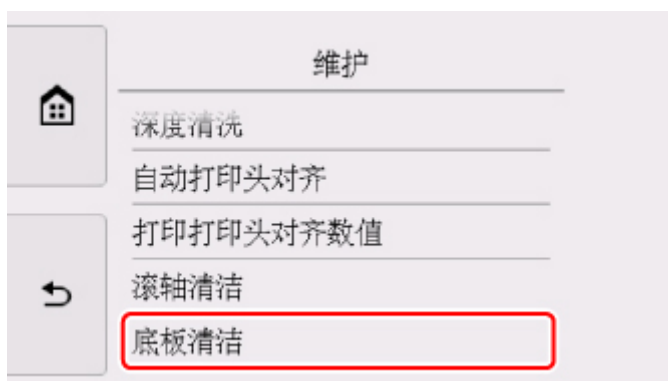 维护
深度清洗
自动打印头对齐
打印打印头对齐数值
滚轴清洁
底板清洁